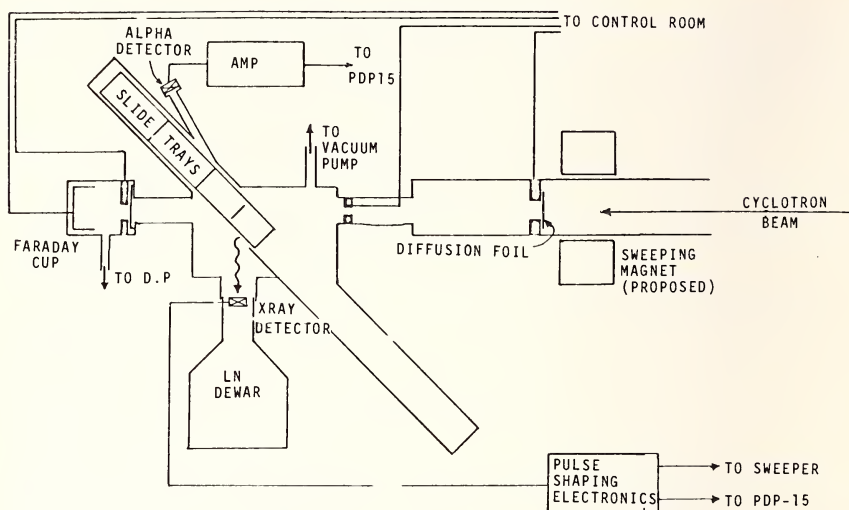 TO CONTROL ROOM
ALPHA
DETECTOR
AMP
TO
PDP15
SLIDE TRAYS
TO
VACUUM
PUMP
CYCLOTRON
BEAM
FARADAY
CUP
DIFFUSION FOIL
SWEEPING
MAGNET
(PROPOSED)
TO D.P
XRAY
DETECTOR
LN
DEWAR
PULSE
SHAPING
ELECTRONICS
TO SWEEPER
TO PDP-15